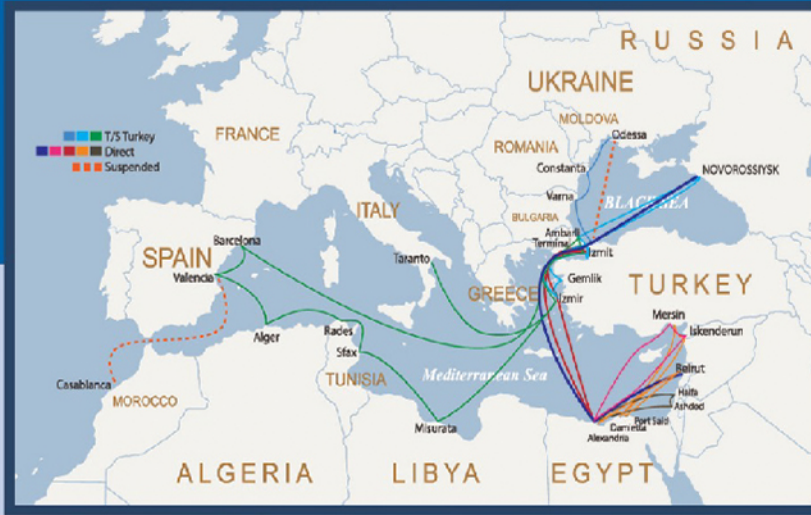 RUSSIA
UKRAINE
MOLDOVA
Odessa
T/S Turkey
Direct
Suspended
FRANCE
ROMANIA
Constanta
NOVOROSSIYSK
Varna
BLACK SEA
ITALY
BULGARIA
Ambarli
Termina
Izmit
Barcelona
SPAIN
Valencia
Taranto
Gemlik
TURKEY
GREECE
Izmir
Mersin
Iskenderun
Alger
Rades
Sfax
Mediterranean Sea
TUNISIA
Beirut
Casablanca
Haifa
Ashdod
MOROCCO
Misurata
Port Said
Damietta
Alexandria
ALGERIA
LIBYA
EGYPT